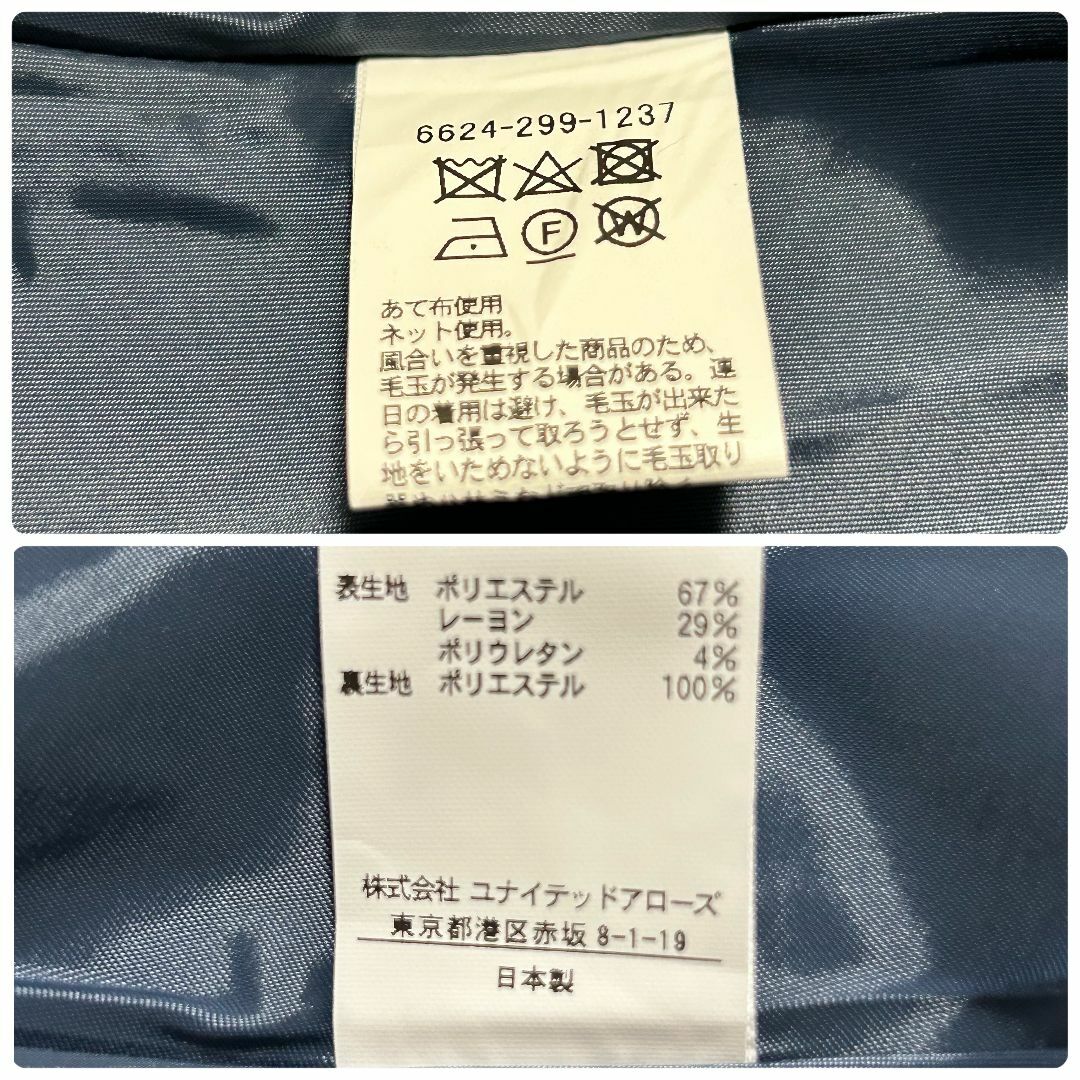 6624-299-1237
F
W
あて布使用
ネット使用。
風合いを重視した商品のため、
毛玉が発生する場合がある。連
日の着用は避け、毛玉が出来た
ら引っ張って取ろうとせず、生
地をいためないように毛玉取り
表生地 ポリエステル 67%
レーヨン 29%
ポリウレタン 4%
裏生地 ポリエステル 100%
株式会社 ユナイテッドアローズ
東京都港区赤坂 8-1-19
日本製